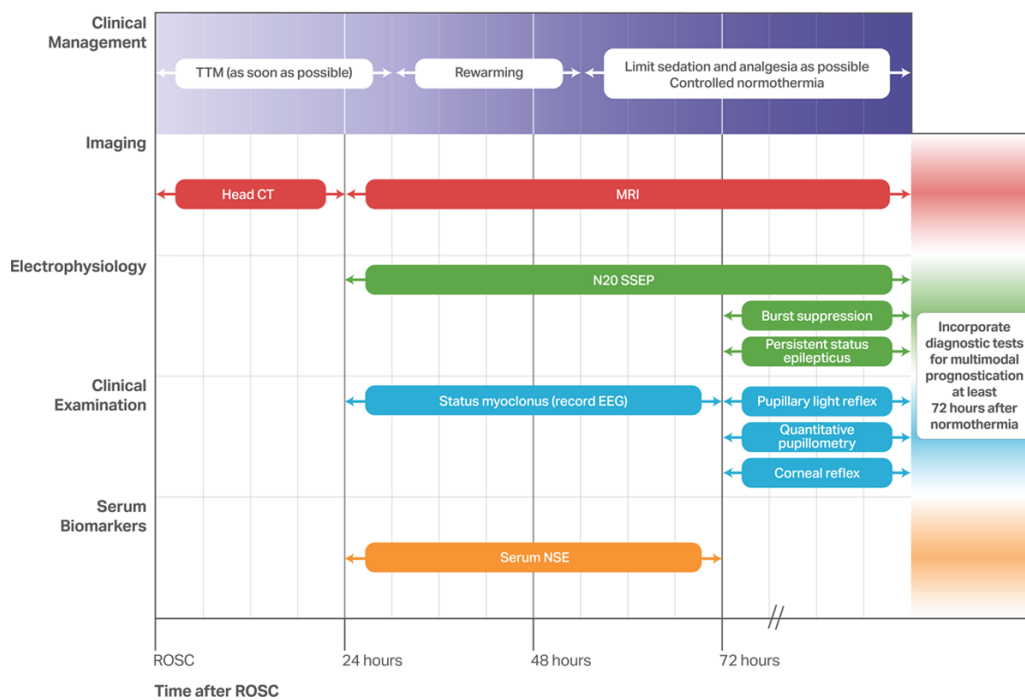 Clinical
Management
TTM (as soon as possible)
Rewarming
Limit sedation and analgesia as possible
Controlled normothermia
Imaging
Head CT
MRI
Electrophysiology
N20 SSEP
Burst suppression
Persistent status
epilepticus
Clinical
Examination
Status myoclonus (record EEG)
Pupillary light reflex
Quantitative
pupillometry
Corneal reflex
Serum
Biomarkers
Serum NSE
Incorporate
diagnostic tests
for multimodal
prognostication
at least
72 hours after
normothermia
ROSC
24 hours
48 hours
72 hours
Time after ROSC